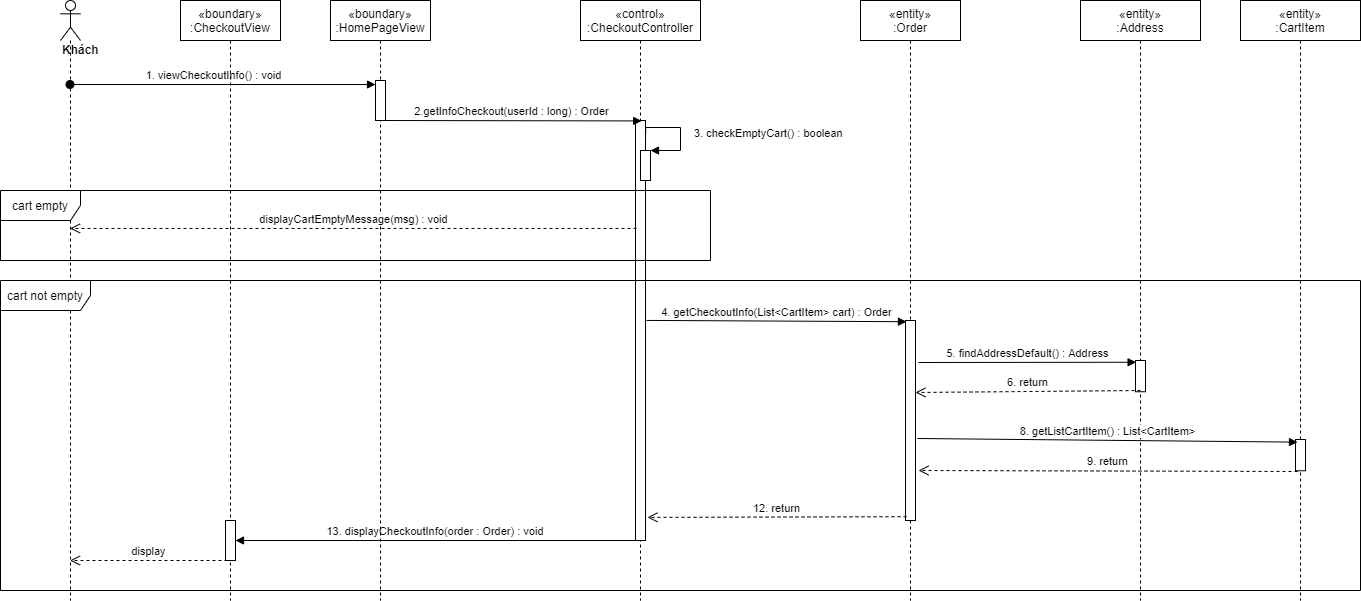 «boundary»
:CheckoutView
«boundary»
:HomePageView
«control»
:CheckoutController
«entity»
:Order
«entity»
:Address
«entity»
:CartItem
Khách
1. viewCheckoutInfo() : void
2.getInfoCheckout(userId : long) : Order
3. checkEmptyCart() : boolean
cart empty
displayCartEmptyMessage(msg) : void
cart not empty
4. getCheckoutInfo(List<CartItem> cart) : Order
5. findAddressDefault() : Address
6. return
8. getListCartItem() : List<CartItem>
9. return
12. return
13. displayCheckoutInfo(order : Order) : void
display